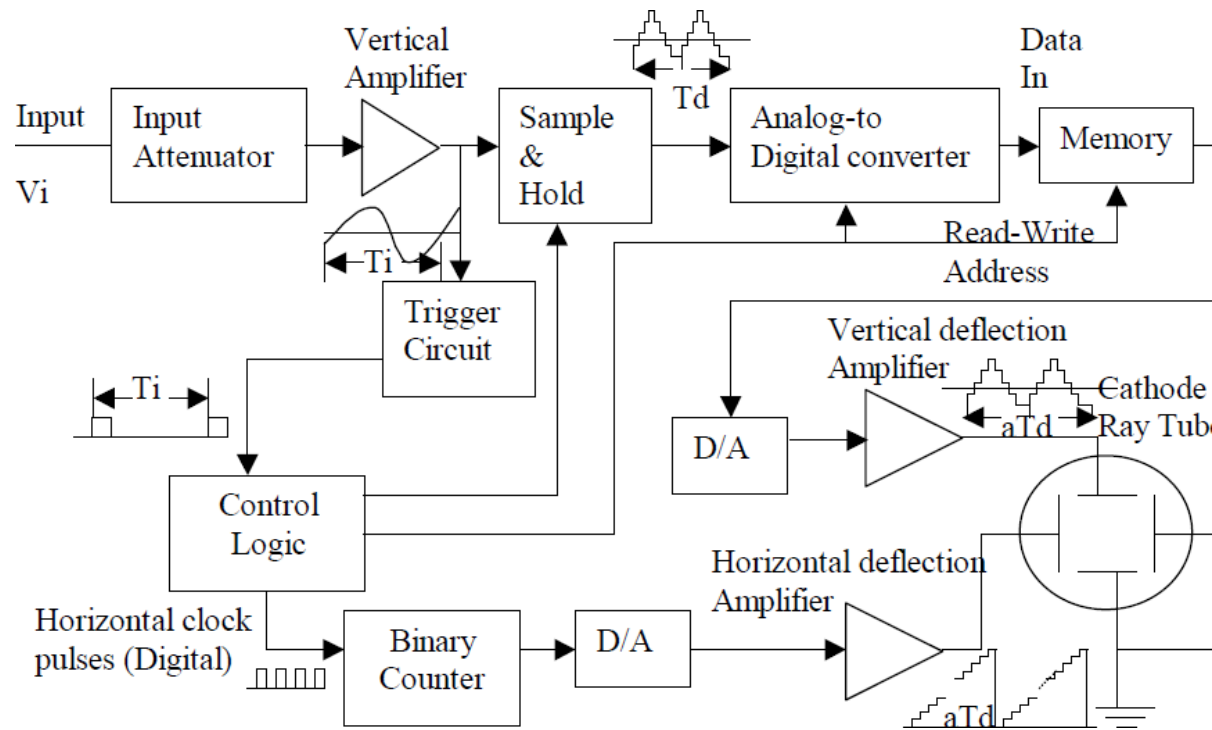 Vertical
Amplifier
Td
Data
In
Input
Vi
Input
Attenuator
Sample
&
Hold
Analog-to
Digital converter
Memory
Ti
Read-Write
Address
Trigger
Circuit
Vertical deflection
Amplifier
Ti
D/A
aTd
Cathode
Ray Tube
Control
Logic
Horizontal deflection
Amplifier
Horizontal clock
pulses (Digital)
Binary
Counter
D/A
aTd